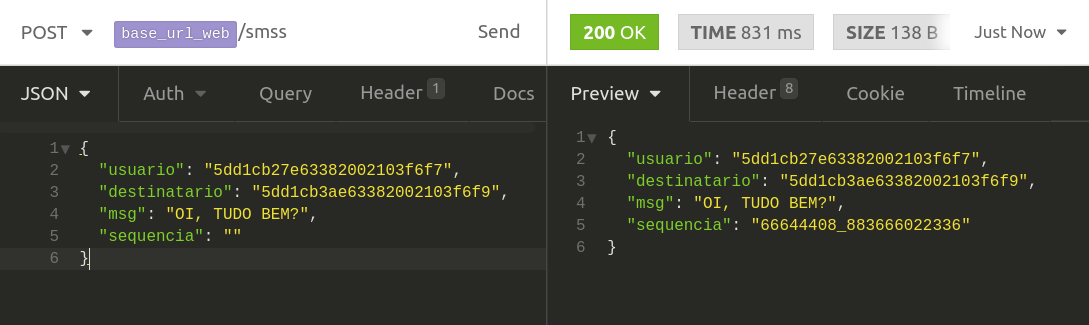 POST base_url_web/smss Send
200 OK TIME 831 ms SIZE 138 B Just Now
JSON Auth Query Header 1 Docs
Preview Header 8 Cookie Timeline
1 {
2 "usuario": "5dd1cb27e63382002103f6f7",
3 "destinatario": "5dd1cb3ae63382002103f6f9",
4 "msg": "OI, TUDO BEM?",
5 "sequencia": ""
6 }
1 {
2 "usuario": "5dd1cb27e63382002103f6f7",
3 "destinatario": "5dd1cb3ae63382002103f6f9",
4 "msg": "OI, TUDO BEM?",
5 "sequencia": "66644408_883666022336"
6 }